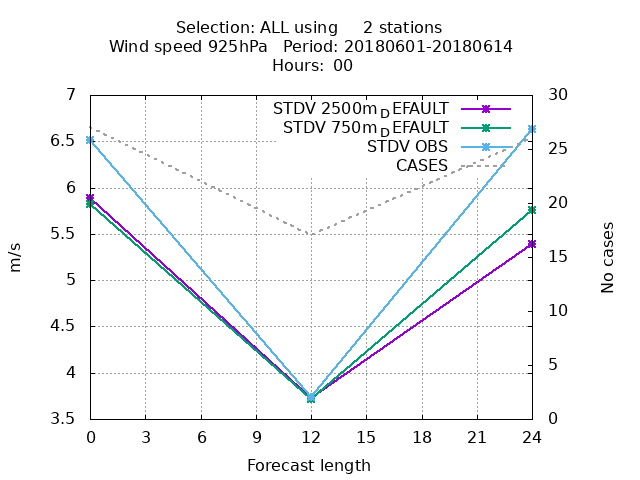 Selection: ALL using 2 stations
Wind speed 925hPa Period: 20180601-20180614
Hours: 00
STDV 2500m_DEFAULT
STDV 750m_DEFAULT
STDV OBS
CASES
7
6.5
6
5.5
5
4.5
4
3.5
m/s
30
25
20
15
10
5
0
No cases
0 3 6 9 12 15 18 21 24
Forecast length